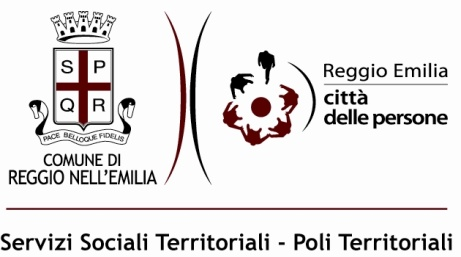 S P
Q R
PACE BELLOQUE FIDELIS
COMUNE DI
REGGIO NELL'EMILIA
Reggio Emilia
città
delle persone
Servizi Sociali Territoriali - Poli Territoriali